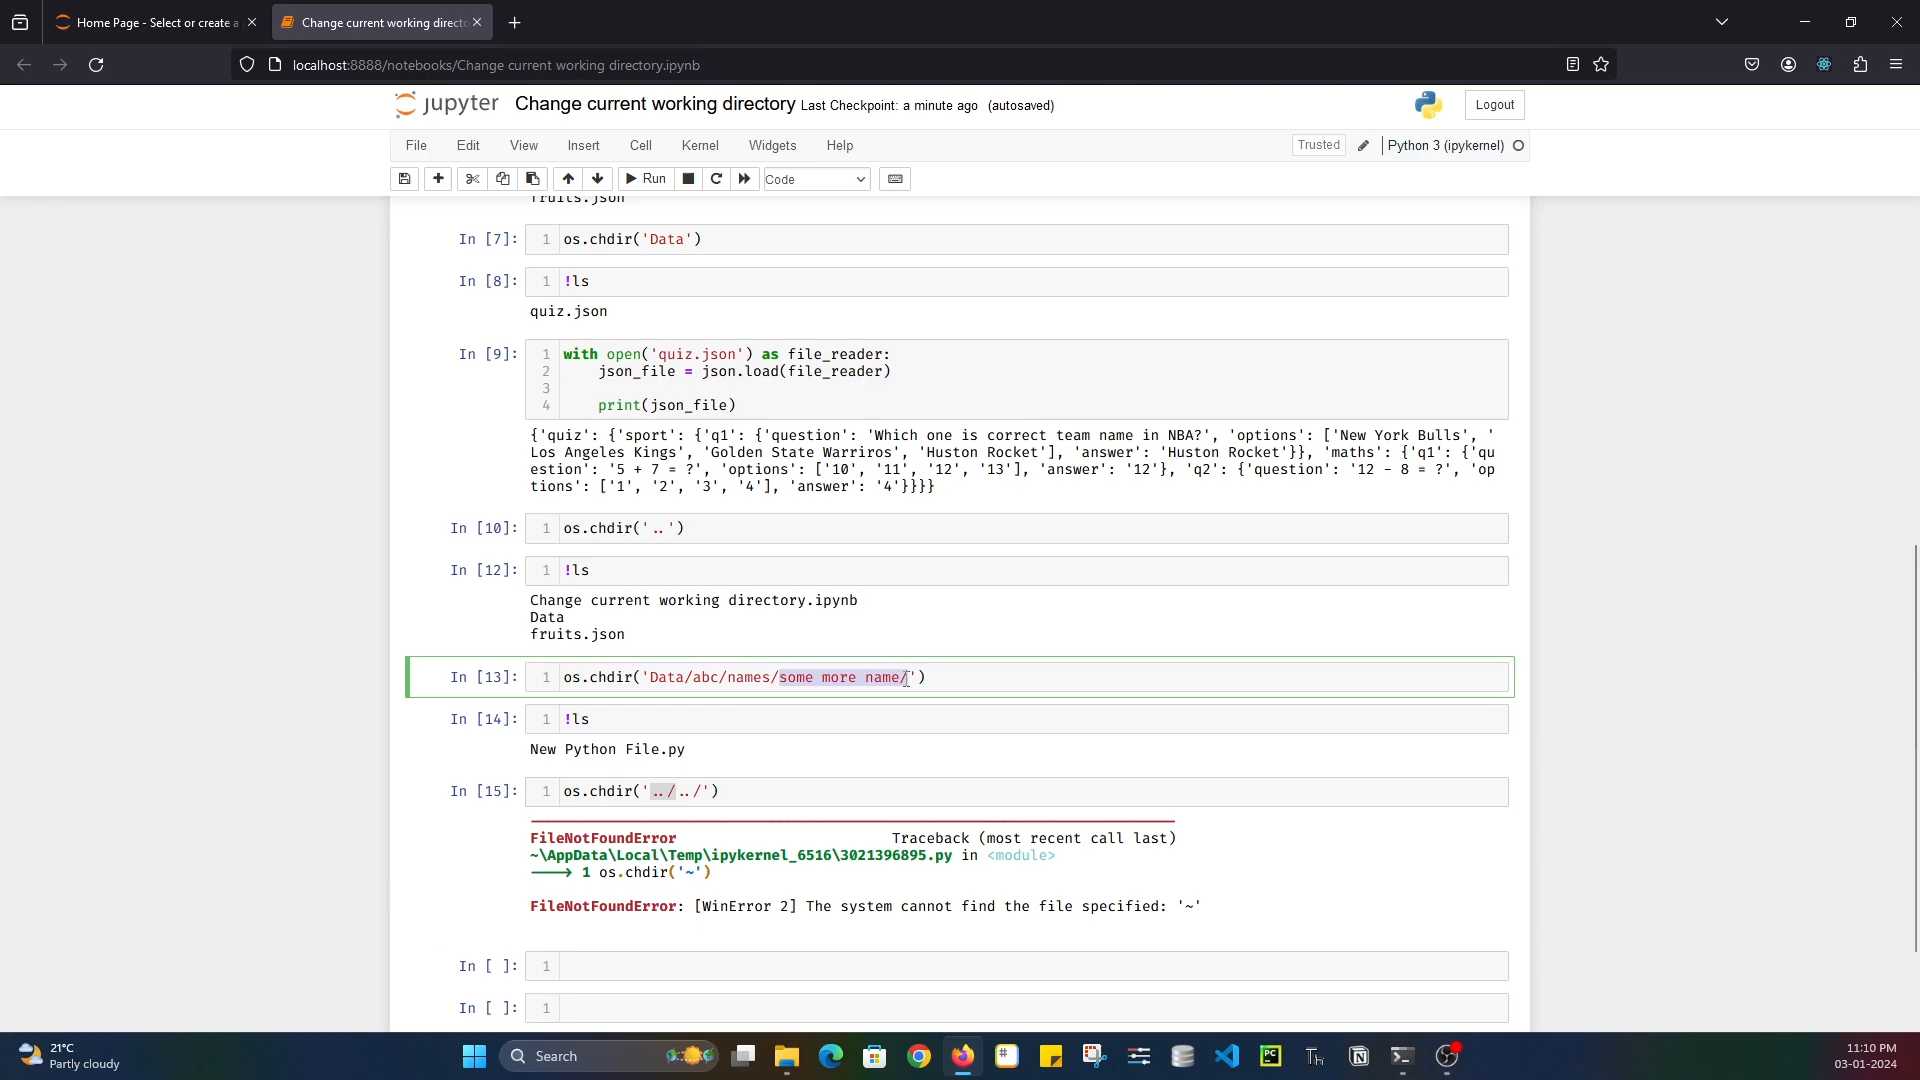 Home Page - Select or create a
Change current working directo
localhost:8888/notebooks/Change current working directory.ipynb
jupyter Change current working directory Last Checkpoint: a minute ago (autosaved)
Logout
File Edit View Insert Cell Kernel Widgets Help
Trusted Python 3 (ipykernel)
Run Code
fruits.json
In [7]: 1 os.chdir('Data')
In [8]: 1 !ls
quiz.json
In [9]: 1 with open('quiz.json') as file_reader:
2 json_file = json.load(file_reader)
3
4 print(json_file)
{'quiz': {'sport': {'q1': {'question': 'Which one is correct team name in NBA?', 'options': ['New York Bulls', '
Los Angeles Kings', 'Golden State Warriros', 'Huston Rocket'], 'answer': 'Huston Rocket'}}, 'maths': {'q1': {'qu
estion': '5 + 7 = ?', 'options': ['10', '11', '12', '13'], 'answer': '12'}, 'q2': {'question': '12 - 8 = ?', 'op
tions': ['1', '2', '3', '4'], 'answer': '4'}}}}
In [10]: 1 os.chdir('..')
In [12]: 1 !ls
Change current working directory.ipynb
Data
fruits.json
In [13]: 1 os.chdir('Data/abc/names/some more name/')
In [14]: 1 !ls
New Python File.py
In [15]: 1 os.chdir('../../')
FileNotFoundError Traceback (most recent call last)
~\AppData\Local\Temp\ipykernel_6516\3021396895.py in <module>
----> 1 os.chdir('~')
FileNotFoundError: [WinError 2] The system cannot find the file specified: '~'
In [ ]: 1
In [ ]: 1
21°C
Partly cloudy
Search
PC
Th
N
11:10 PM
03-01-2024